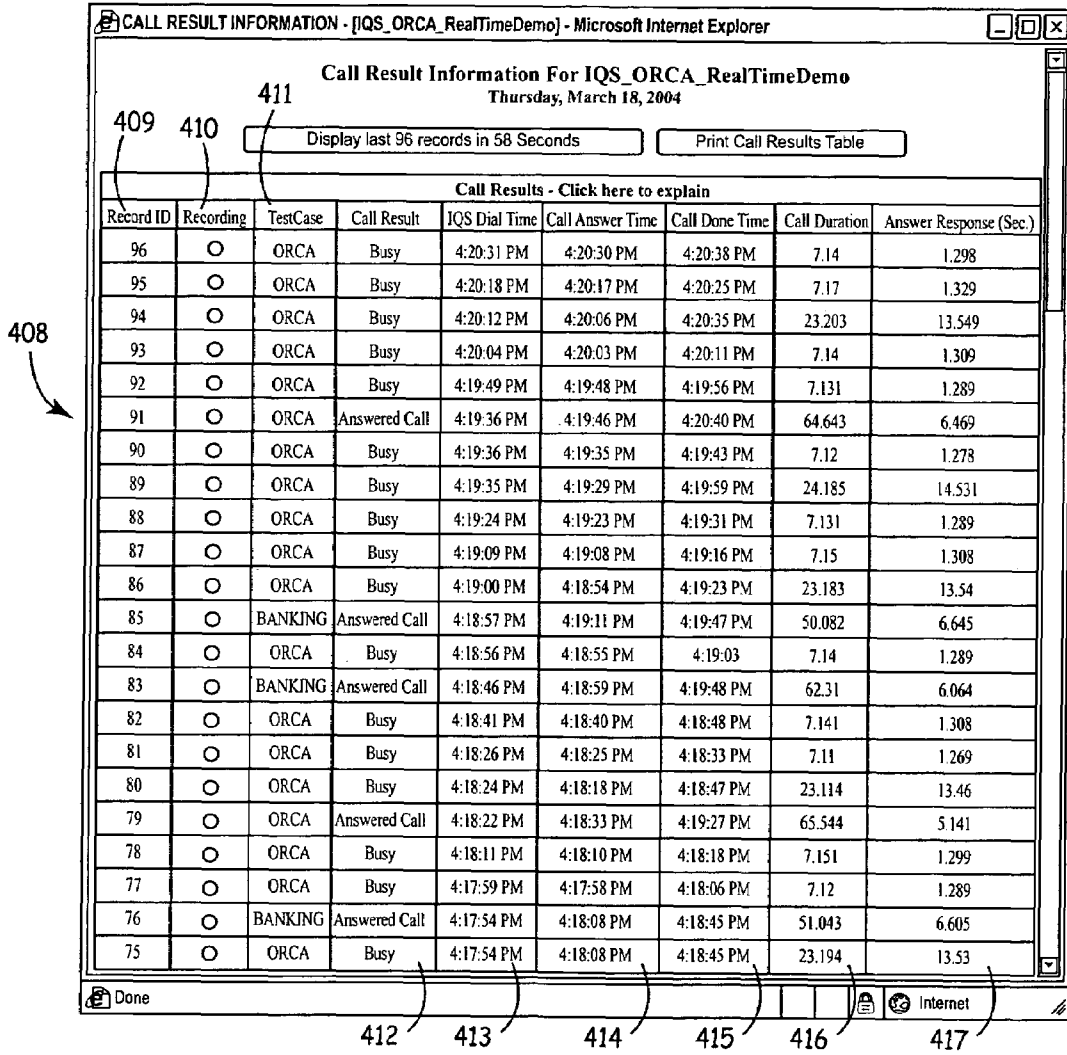 CALL RESULT INFORMATION - [IQS_ORCA_RealTimeDemo] - Microsoft Internet Explorer
Call Result Information For IQS_ORCA_RealTimeDemo
Thursday, March 18, 2004
409 410 411
Display last 96 records in 58 Seconds Print Call Results Table
Call Results - Click here to explain
Record ID Recording TestCase Call Result IQS Dial Time Call Answer Time Call Done Time Call Duration Answer Response (Sec.)
96 ORCA Busy 4:20:31 PM 4:20:30 PM 4:20:38 PM 7.14 1.298
95 ORCA Busy 4:20:18 PM 4:20:17 PM 4:20:25 PM 7.17 1.329
94 ORCA Busy 4:20:12 PM 4:20:06 PM 4:20:35 PM 23.203 13.549
93 ORCA Busy 4:20:04 PM 4:20:03 PM 4:20:11 PM 7.14 1.309
408
92 ORCA Busy 4:19:49 PM 4:19:48 PM 4:19:56 PM 7.131 1.289
91 ORCA Answered Call 4:19:36 PM 4:19:46 PM 4:20:40 PM 64.643 6.469
90 ORCA Busy 4:19:36 PM 4:19:35 PM 4:19:43 PM 7.12 1.278
89 ORCA Busy 4:19:35 PM 4:19:29 PM 4:19:59 PM 24.185 14.531
88 ORCA Busy 4:19:24 PM 4:19:23 PM 4:19:31 PM 7.131 1.289
87 ORCA Busy 4:19:09 PM 4:19:08 PM 4:19:16 PM 7.15 1.308
86 ORCA Busy 4:19:00 PM 4:18:54 PM 4:19:23 PM 23.183 13.54
85 BANKING Answered Call 4:18:57 PM 4:19:11 PM 4:19:47 PM 50.082 6.645
84 ORCA Busy 4:18:56 PM 4:18:55 PM 4:19:03 7.14 1.289
83 BANKING Answered Call 4:18:46 PM 4:18:59 PM 4:19:48 PM 62.31 6.064
82 ORCA Busy 4:18:41 PM 4:18:40 PM 4:18:48 PM 7.141 1.308
81 ORCA Busy 4:18:26 PM 4:18:25 PM 4:18:33 PM 7.11 1.269
80 ORCA Busy 4:18:24 PM 4:18:18 PM 4:18:47 PM 23.114 13.46
79 ORCA Answered Call 4:18:22 PM 4:18:33 PM 4:19:27 PM 65.544 5.141
78 ORCA Busy 4:18:11 PM 4:18:10 PM 4:18:18 PM 7.151 1.299
77 ORCA Busy 4:17:59 PM 4:17:58 PM 4:18:06 PM 7.12 1.289
76 BANKING Answered Call 4:17:54 PM 4:18:08 PM 4:18:45 PM 51.043 6.605
75 ORCA Busy 4:17:54 PM 4:18:08 PM 4:18:45 PM 23.194 13.53
Done Internet
412 413 414 415 416 417